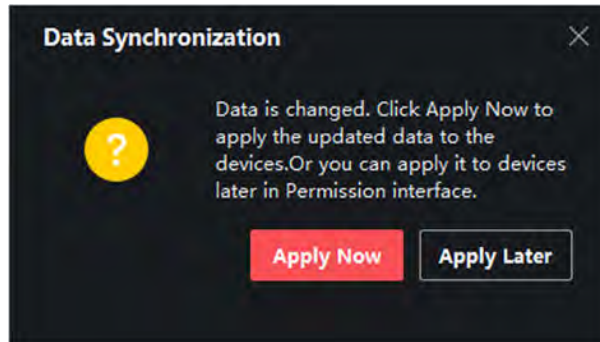 Data Synchronization
Data is changed. Click Apply Now to
apply the updated data to the
devices.Or you can apply it to devices
later in Permission interface.
Apply Now
Apply Later